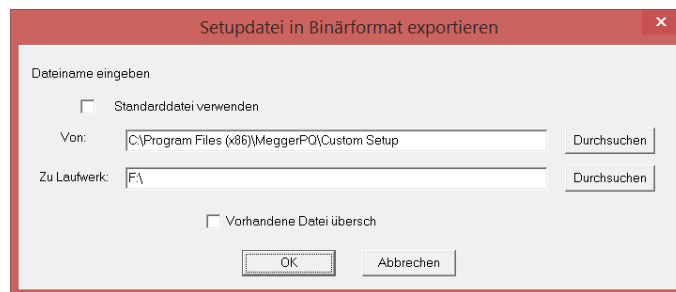 Setupdatei in Binärformat exportieren
Dateiname eingeben
Standarddatei verwenden
Von: C:\Program Files (x86)\MeggerPQ\Custom Setup Durchsuchen
Zu Laufwerk: F:\ Durchsuchen
Vorhandene Datei übersch
OK Abbrechen